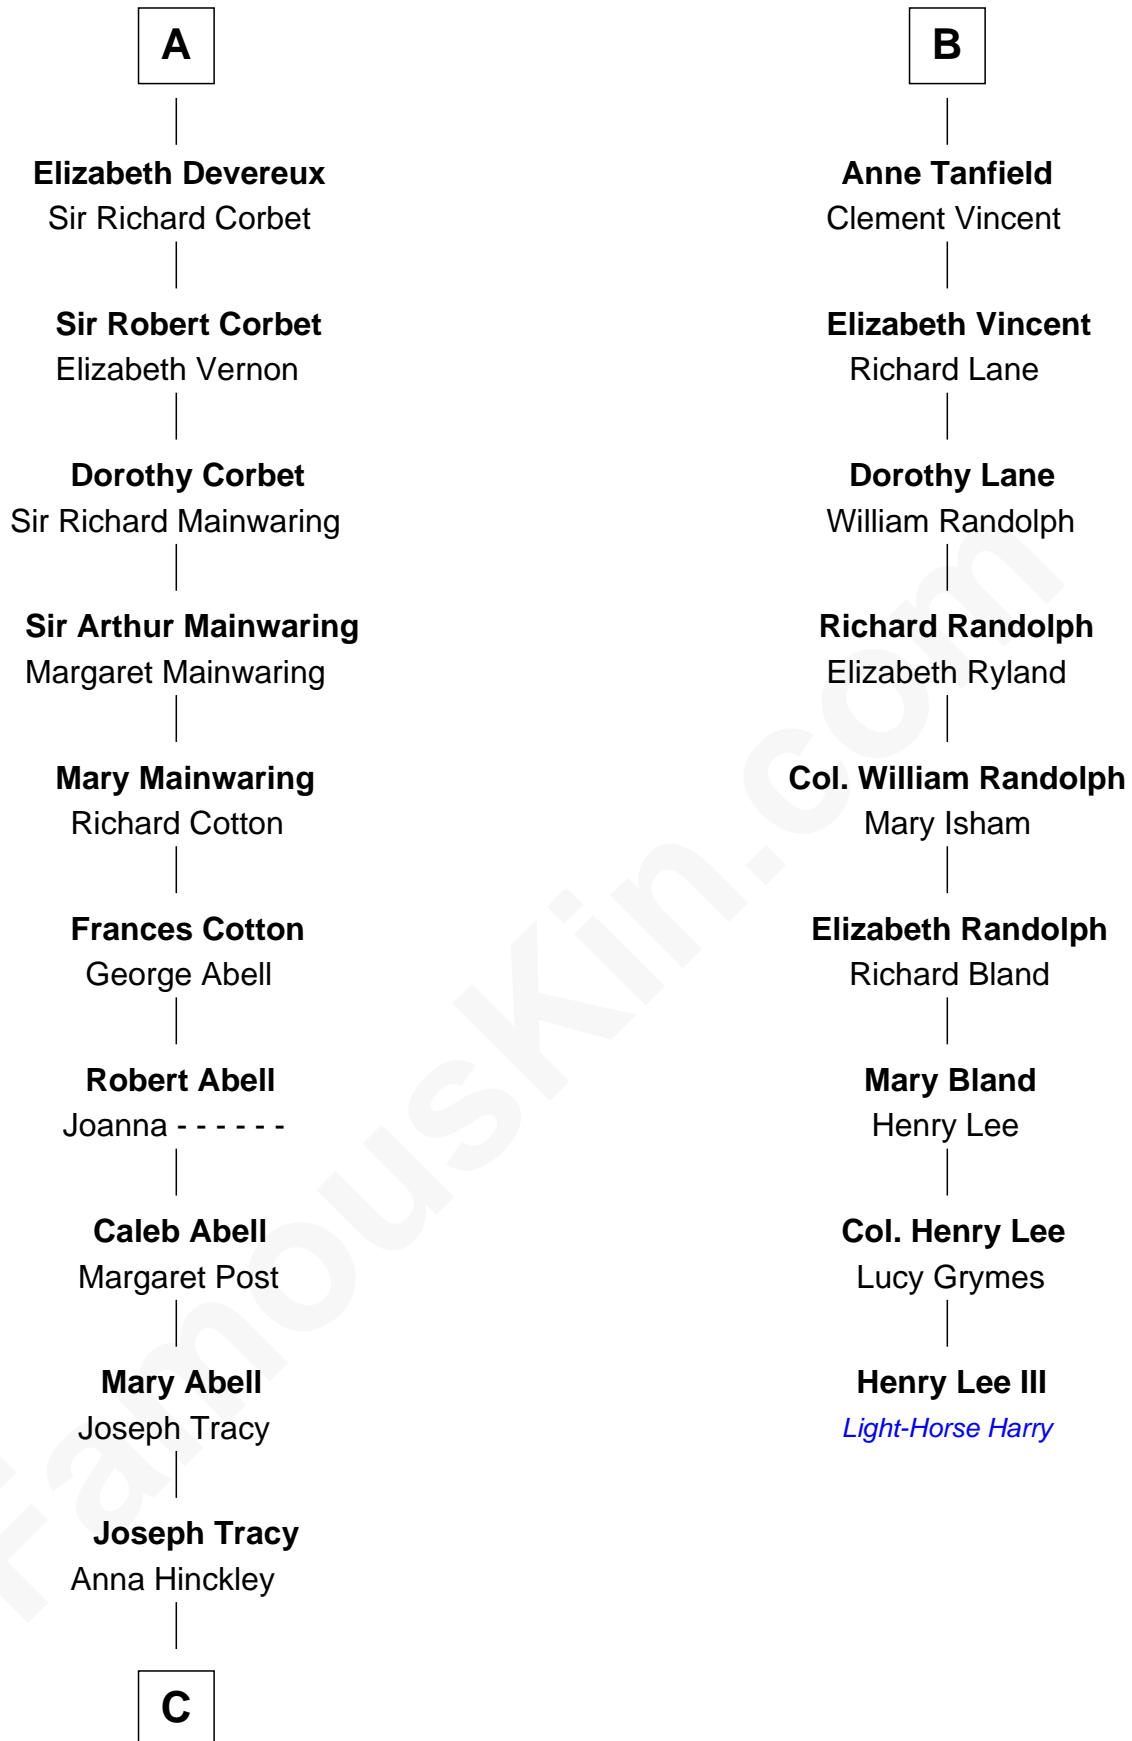 A
Elizabeth Devereux
Sir Richard Corbet
Sir Robert Corbet
Elizabeth Vernon
Dorothy Corbet
Sir Richard Mainwaring
Sir Arthur Mainwaring
Margaret Mainwaring
Mary Mainwaring
Richard Cotton
Frances Cotton
George Abell
Robert Abell
Joanna - - - - - -
Caleb Abell
Margaret Post
Mary Abell
Joseph Tracy
Joseph Tracy
Anna Hinckley
C
B
Anne Tanfield
Clement Vincent
Elizabeth Vincent
Richard Lane
Dorothy Lane
William Randolph
Richard Randolph
Elizabeth Ryland
Col. William Randolph
Mary Isham
Elizabeth Randolph
Richard Bland
Mary Bland
Henry Lee
Col. Henry Lee
Lucy Grymes
Henry Lee III
Light-Horse Harry
FamousKin.com